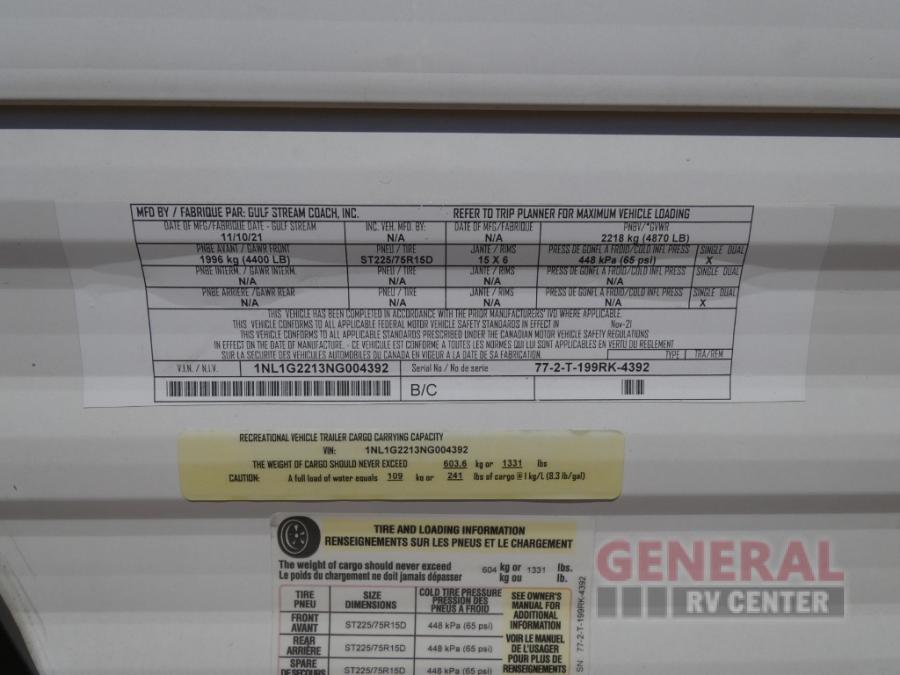 MFD BY / FABRIQUE PAR: GULF STREAM COACH, INC. REFER TO TRIP PLANNER FOR MAXIMUM VEHICLE LOADING
DATE OF MFG/FABRIQUE DATE - GULF STREAM INC. VEH. MFG. BY: DATE OF MFG/FABRIQUE PNBV/*GVWR
11/10/21 N/A N/A 2218 kg (4870 LB)
PNBE AVANT / GAWR FRONT PNEU / TIRE JANTE / RIMS PRESS DE GONFL A FROID/COLD INFL PRESS SINGLE DUAL
1996 kg (4400 LB) ST225/75R15D 15 X 6 448 kPa (65 psi) X
PNBE INTERM. / GAWR INTERM. PNEU / TIRE JANTE / RIMS PRESS DE GONFL A FROID/COLD INFL PRESS SINGLE DUAL
N/A N/A N/A N/A
PNBE ARRIERE / GAWR REAR PNEU / TIRE JANTE / RIMS PRESS DE GONFL A FROID/COLD INFL PRESS SINGLE DUAL
N/A N/A N/A N/A X
THIS VEHICLE HAS BEEN COMPLETED IN ACCORDANCE WITH THE PRIOR MANUFACTURERS' IVD WHERE APPLICABLE.
THIS VEHICLE CONFORMS TO ALL APPLICABLE FEDERAL MOTOR VEHICLE SAFETY STANDARDS IN EFFECT IN Nov-21
THIS VEHICLE CONFORMS TO ALL APPLICABLE STANDARDS PRESCRIBED UNDER THE CANADIAN MOTOR VEHICLE SAFETY REGULATIONS
IN EFFECT ON THE DATE OF MANUFACTURE. - CE VEHICULE EST CONFORME A TOUTES LES NORMES QUI LUI SONT APPLICABLES EN VERTU DU REGLEMENT
SUR LA SECURITE DES VEHICULES AUTOMOBILES DU CANADA EN VIGEUR A LA DATE DE SA FABRICATION. TYPE TRA/REM
V.I.N. / N.I.V. 1NL1G2213NG004392 Serial No / No de serie 77-2-T-199RK-4392
B/C
RECREATIONAL VEHICLE TRAILER CARGO CARRYING CAPACITY
VIN: 1NL1G2213NG004392
THE WEIGHT OF CARGO SHOULD NEVER EXCEED 603.6 kg or 1331 lbs
CAUTION: A full load of water equals 109 kg or 241 lbs of cargo @ 1 kg/L (8.3 lb/gal)
TIRE AND LOADING INFORMATION
RENSEIGNEMENTS SUR LES PNEUS ET LE CHARGEMENT
The weight of cargo should never exceed 604 kg or 1331 lbs.
Le poids du chargement ne doit jamais dépasser kg ou lb.
TIRE PNEU
SIZE DIMENSIONS
COLD TIRE PRESSURE
PRESSION DES PNEUS A FROID
SEE OWNER'S MANUAL FOR ADDITIONAL INFORMATION
FRONT AVANT ST225/75R15D 448 kPa (65 psi)
REAR ARRIÈRE ST225/75R15D 448 kPa (65 psi)
SPARE DE SECOURS ST225/75R15D 448 kPa (65 psi)
VOIR LE MANUEL DE L'USAGER POUR PLUS DE RENSEIGNEMENTS
SN: 77-2-T-199RK-4392
GENERAL
RV CENTER